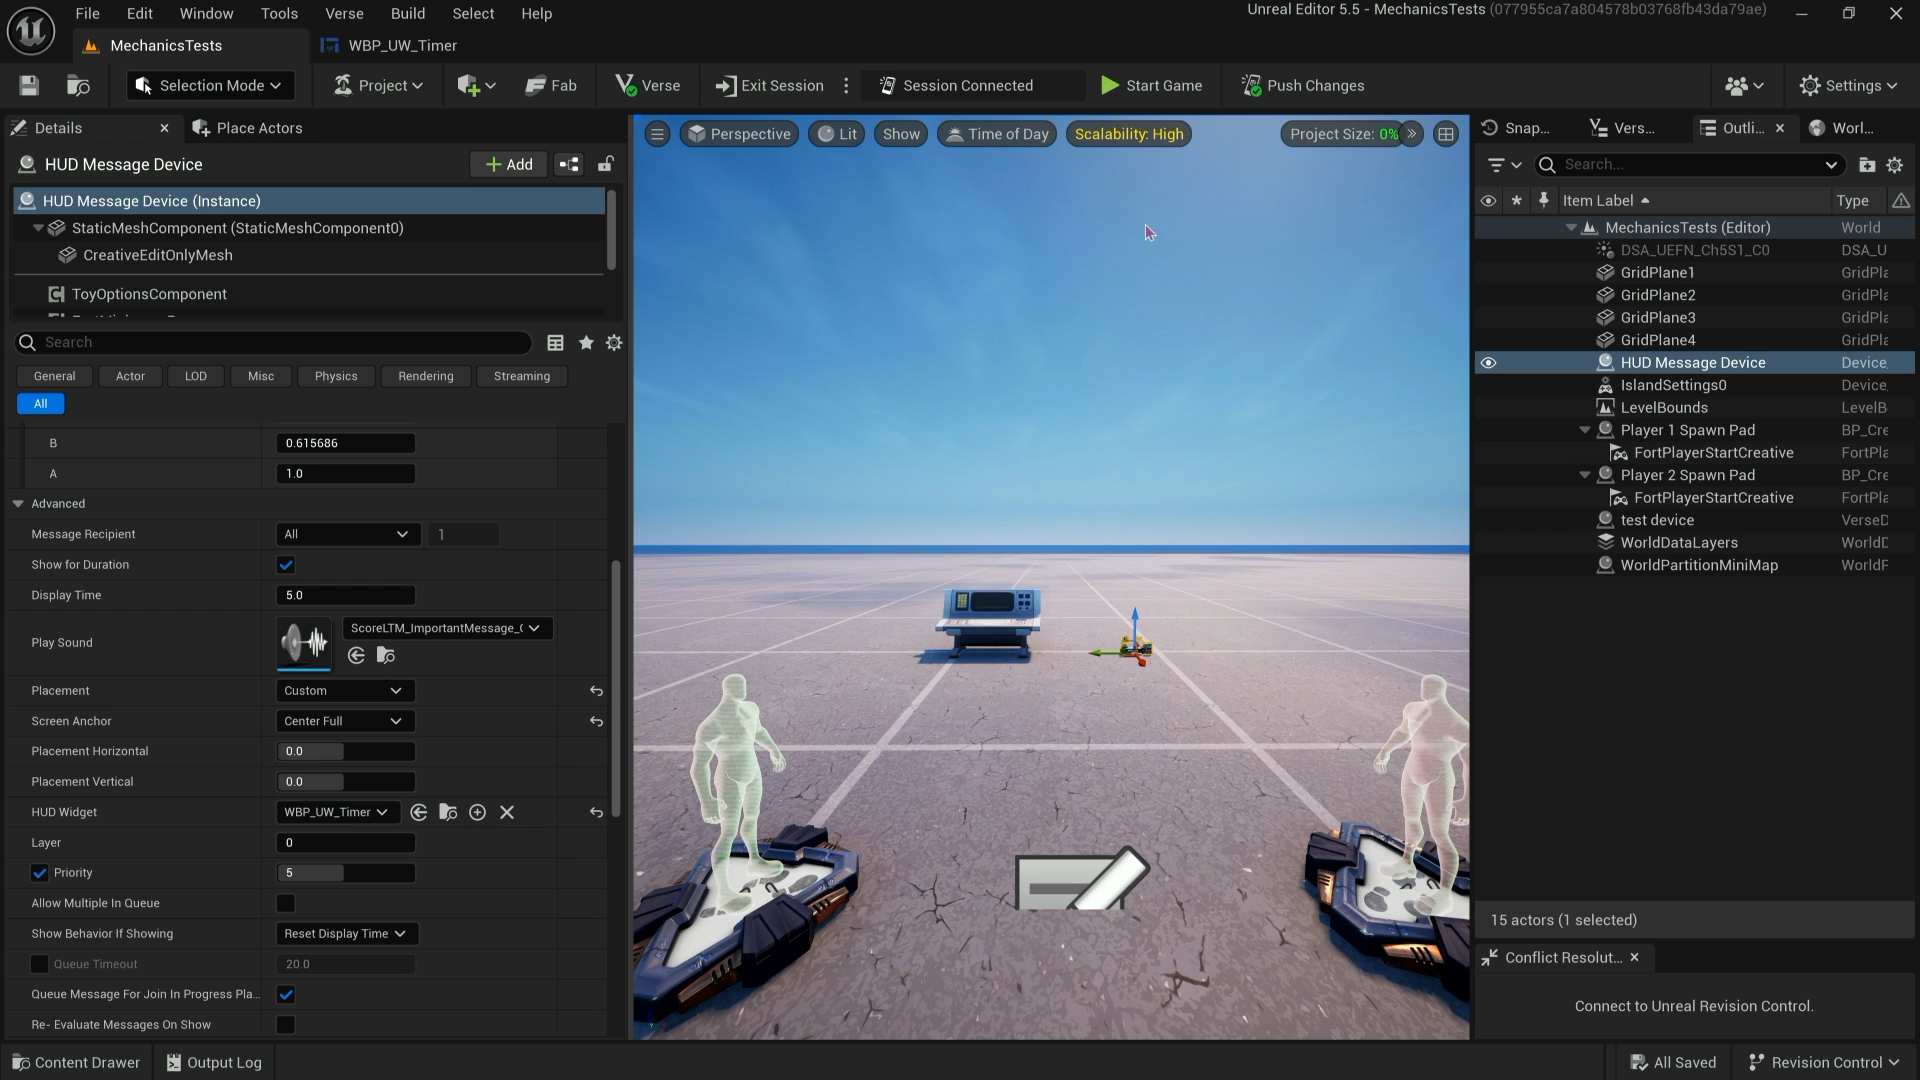 File Edit Window Tools Verse Build Select Help
Unreal Editor 5.5 - MechanicsTests (077955ca7a804578b03768fb43da79ae)
MechanicsTests WBP_UW_Timer
Selection Mode Project Fab Verse Exit Session Session Connected Start Game Push Changes Settings
Details Place Actors
HUD Message Device Add
HUD Message Device (Instance)
StaticMeshComponent (StaticMeshComponent0)
CreativeEditOnlyMesh
ToyOptionsComponent
Search
General Actor LOD Misc Physics Rendering Streaming
All
B 0.615686
A 1.0
Advanced
Message Recipient All 1
Show for Duration
Display Time 5.0
Play Sound ScoreLTM_ImportantMessage_(
Placement Custom
Screen Anchor Center Full
Placement Horizontal 0.0
Placement Vertical 0.0
HUD Widget WBP_UW_Timer
Layer 0
Priority 5
Allow Multiple In Queue
Show Behavior If Showing Reset Display Time
Queue Timeout 20.0
Queue Message For Join In Progress Pla...
Re- Evaluate Messages On Show
Perspective Lit Show Time of Day Scalability: High Project Size: 0%
Snap... Vers... Outli... Worl...
Search...
Item Label Type
MechanicsTests (Editor) World
DSA_UEFN_Ch5S1_C0 DSA_U
GridPlane1 GridPla
GridPlane2 GridPla
GridPlane3 GridPla
GridPlane4 GridPla
HUD Message Device Device
IslandSettings0 Device
LevelBounds LevelB
Player 1 Spawn Pad BP_Cre
FortPlayerStartCreative FortPla
Player 2 Spawn Pad BP_Cre
FortPlayerStartCreative FortPla
test device VerseD
WorldDataLayers WorldD
WorldPartitionMiniMap WorldP
15 actors (1 selected)
Conflict Resolut...
Connect to Unreal Revision Control.
Content Drawer Output Log All Saved Revision Control